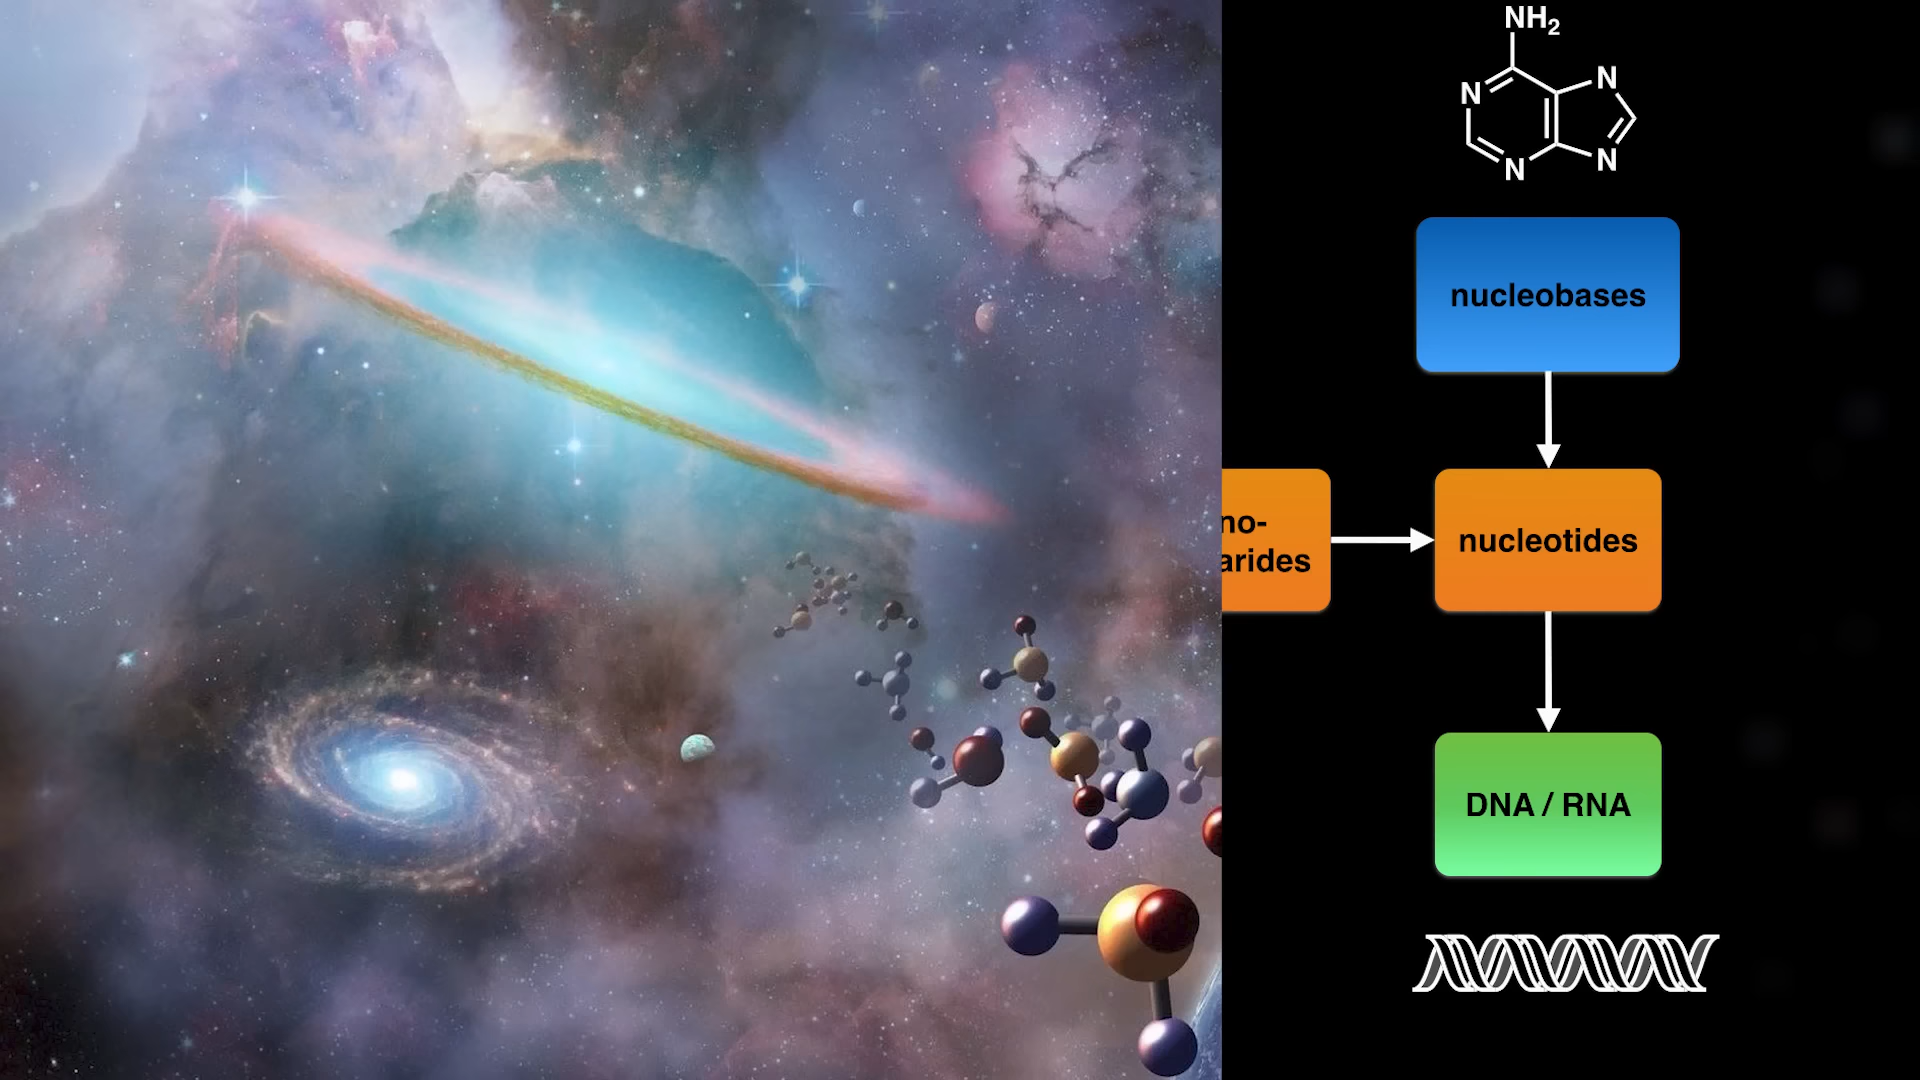 NH₂
N
N
N
N
nucleobases
no-
arides
nucleotides
DNA / RNA